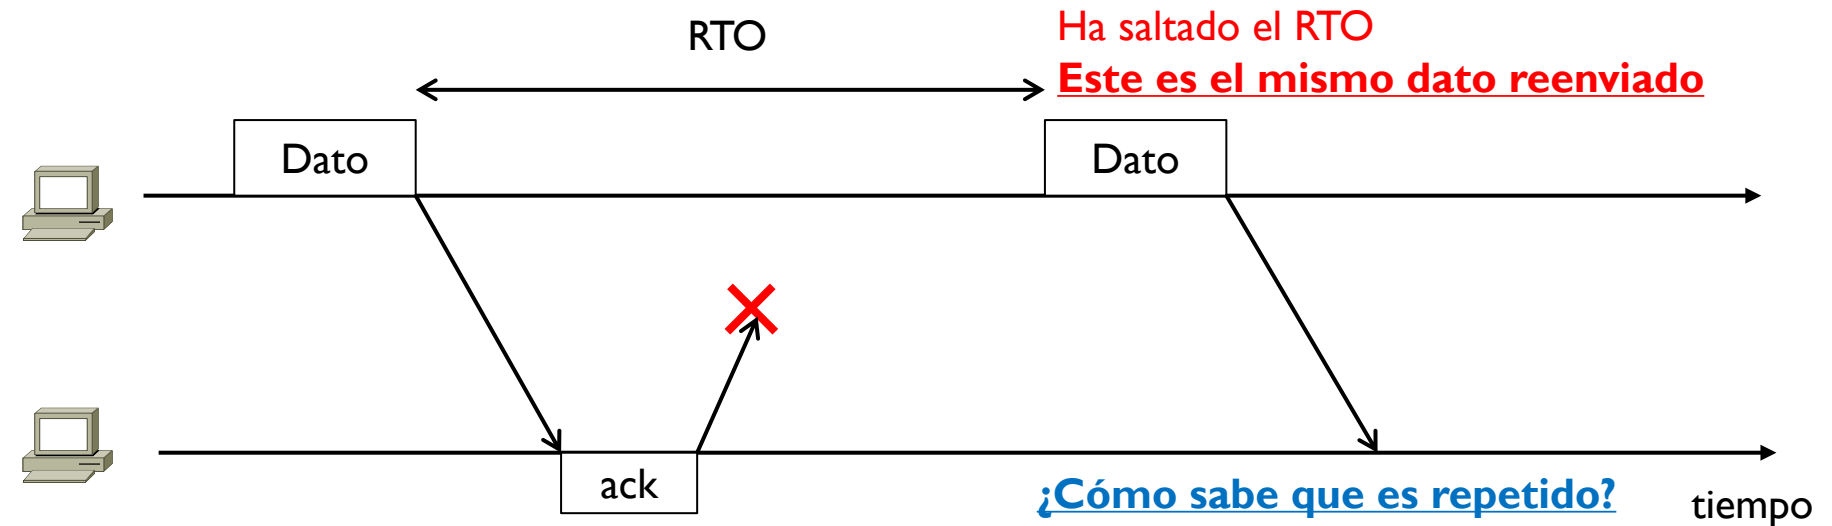 RTO
Ha saltado el RTO
Este es el mismo dato reenviado
Dato
Dato
ack
¿Cómo sabe que es repetido?
tiempo